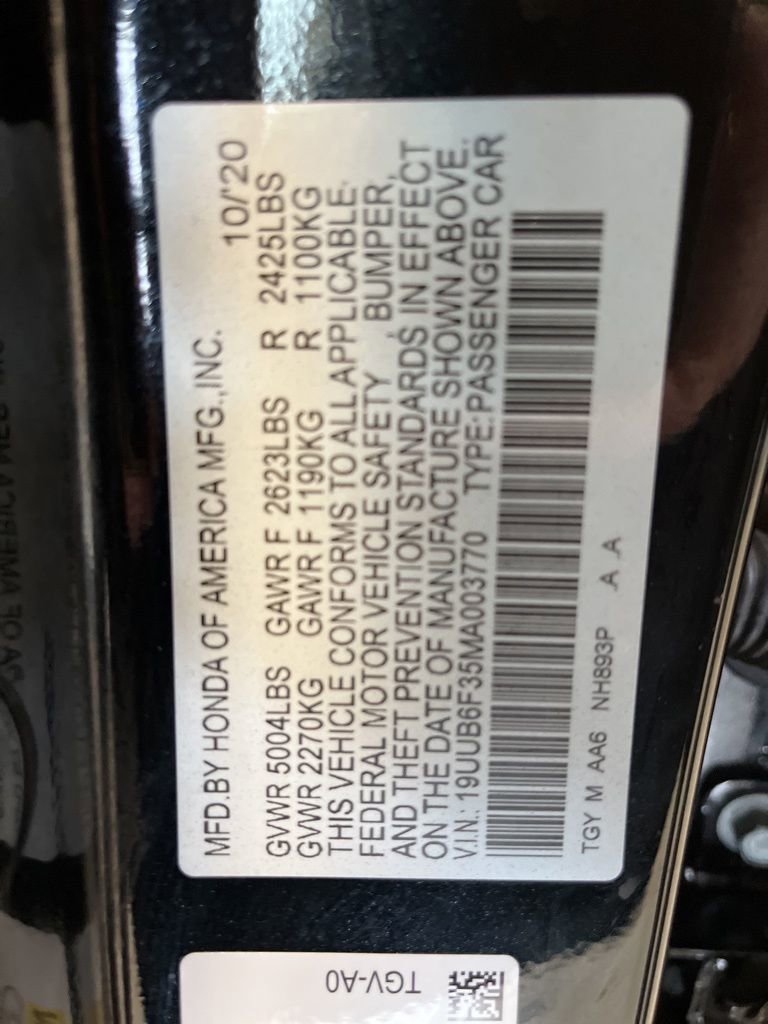 MFD.BY HONDA OF AMERICA MFG.,INC. 10/'20
GVWR 5004LBS GAWR F 2623LBS R 2425LBS
GVWR 2270KG GAWR F 1190KG R 1100KG
THIS VEHICLE CONFORMS TO ALL APPLICABLE
FEDERAL MOTOR VEHICLE SAFETY, BUMPER,
AND THEFT PREVENTION STANDARDS IN EFFECT
ON THE DATE OF MANUFACTURE SHOWN ABOVE.
V.I.N.: 19UUB6F35MA003770 TYPE:PASSENGER CAR
TGY M AA6 NH893P A A
TGV-A0